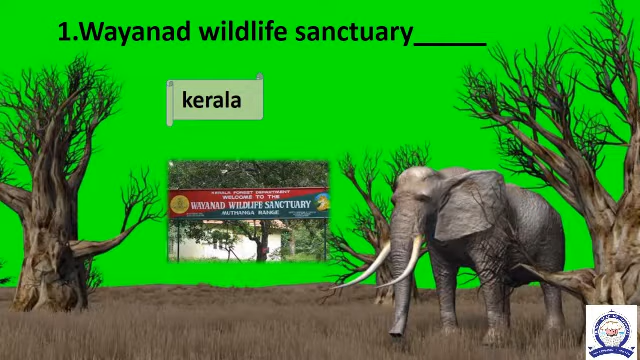 1.Wayanad wildlife sanctuary_____
kerala
KERALA FOREST DEPARTMENT
WELCOME TO THE
WAYANAD WILDLIFE SANCTUARY
MUTHANGA RANGE